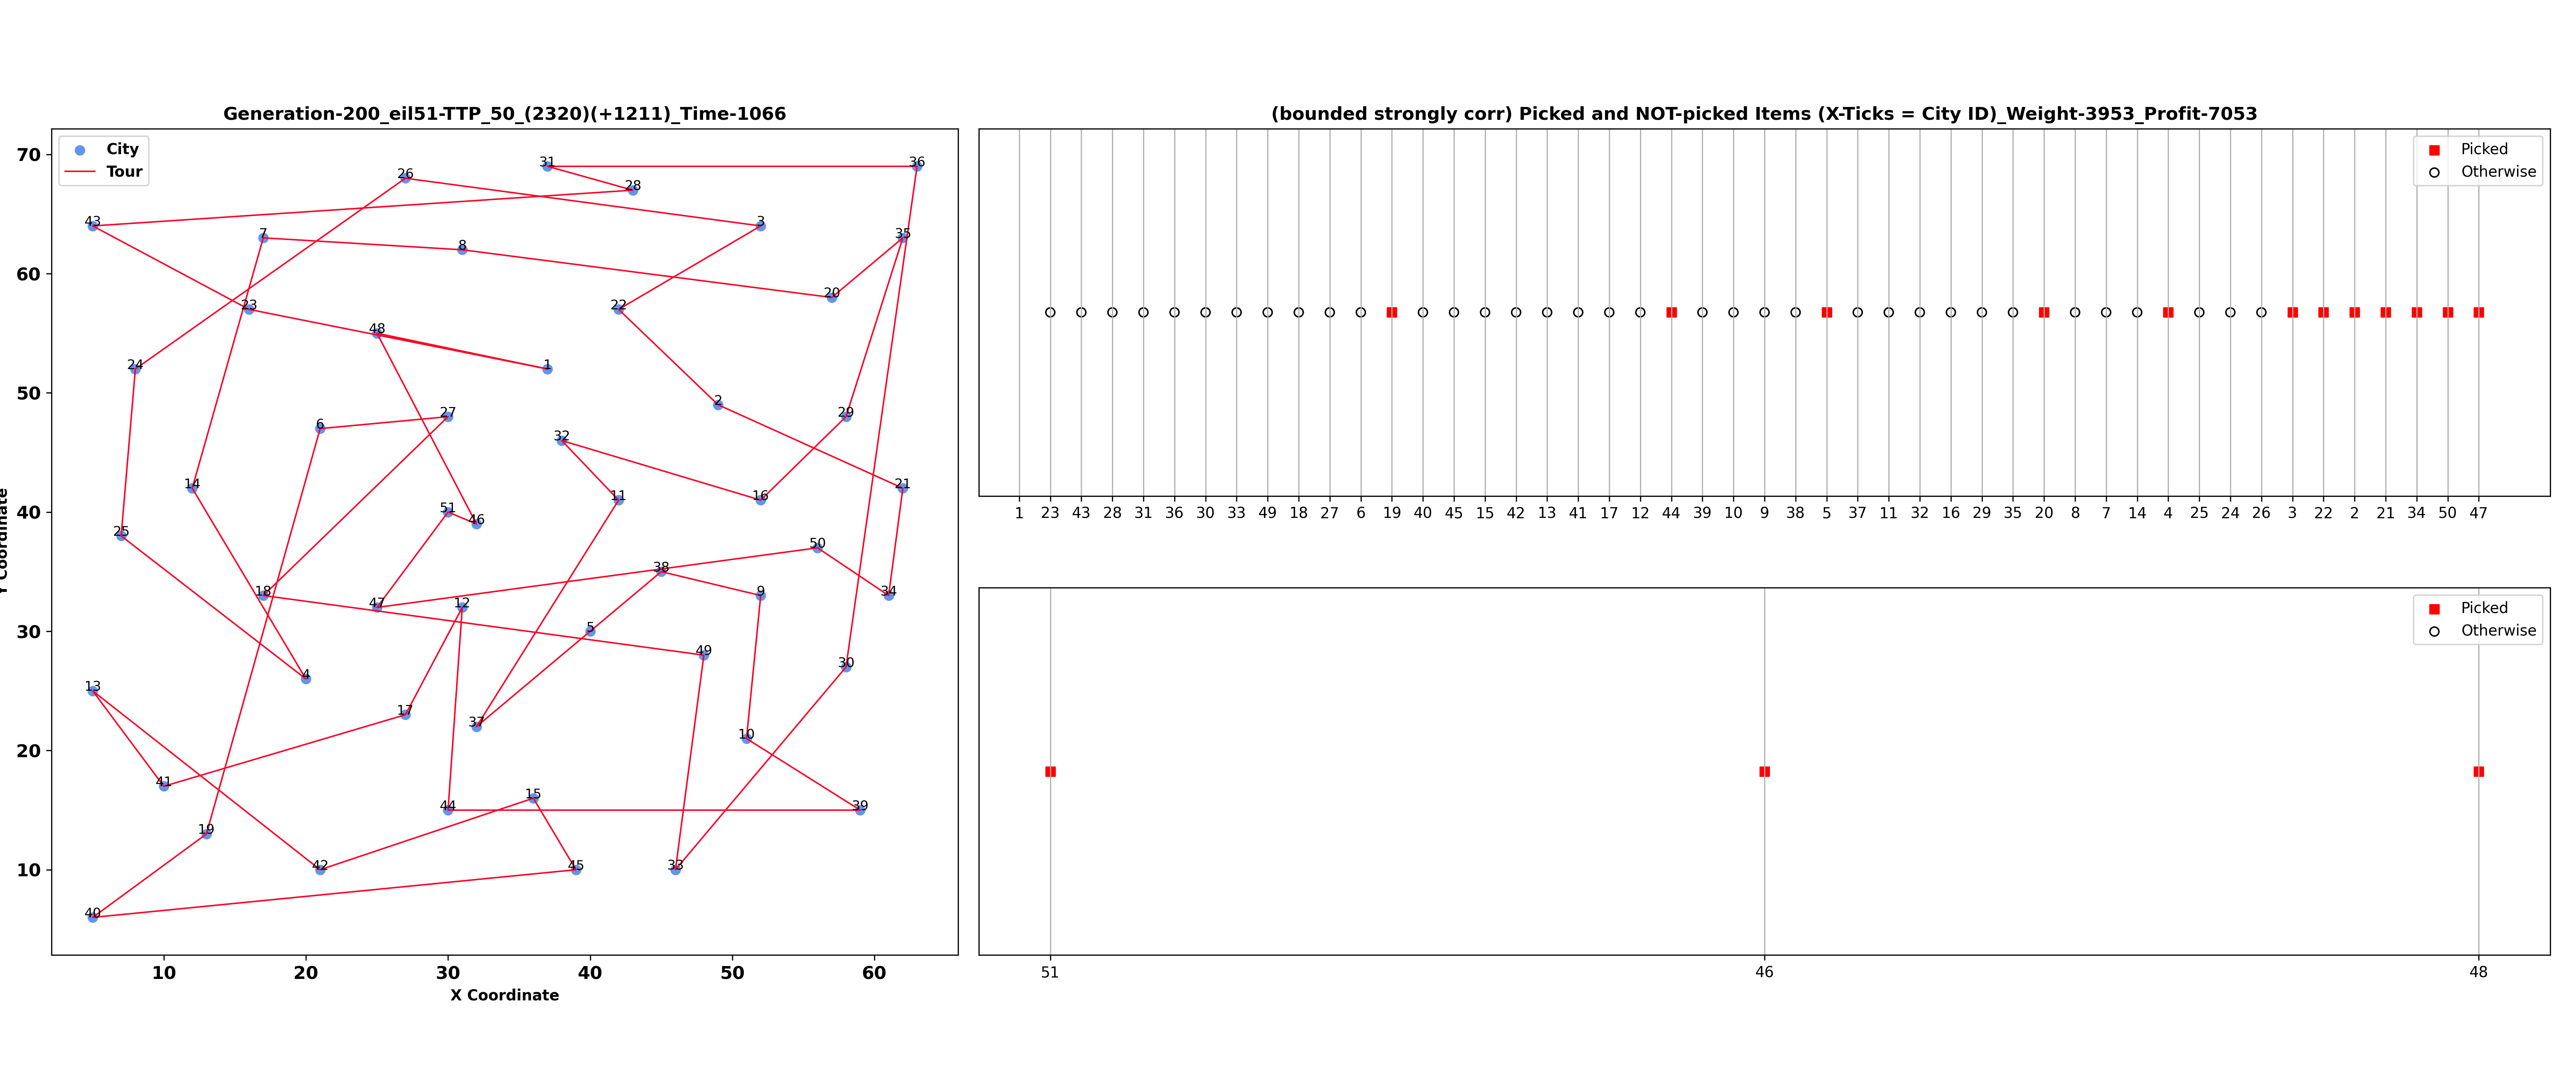 Generation-200_eil51-TTP_50_(2320)(+1211)_Time-1066
City
Tour
70
60
50
40
30
20
10
10 20 30 40 50 60
X Coordinate
Y Coordinate
31 36
26
28
43 3
7 8 35
20
23 22
48
24 1
2
6 27 29
32
14 11 16 21
51 46
25
50
38
18 9 34
47 12
5
49
30
4
13
17 37
10
41
15
44 39
19
42 45 33
40
(bounded strongly corr) Picked and NOT-picked Items (X-Ticks = City ID)_Weight-3953_Profit-7053
Picked
Otherwise
1 23 43 28 31 36 30 33 49 18 27 6 19 40 45 15 42 13 41 17 12 44 39 10 9 38 5 37 11 32 16 29 35 20 8 7 14 4 25 24 26 3 22 2 21 34 50 47
Picked
Otherwise
51 46 48